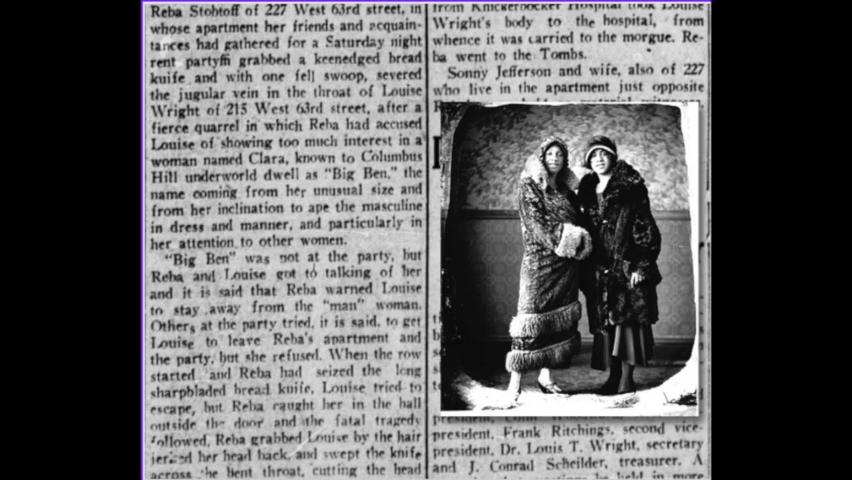 Reba Stobtoff of 227 West 63rd street, in
whose apartment her friends and acquain-
tances had gathered for a Saturday night
rent partyffi grabbed a keenedged bread
kuife and with one fell swoop, severed
the jugular vein in the throat of Louise
Wright of 215 West 63rd street, after a
fierce quarrel in which Reba had accused
Louise of showing too much interest in a
woman named Clara, known to Columbus
Hill underworld dwell as "Big Ben," the
name coming from her unusual size and
from her inclination to ape the masculine
in dress and manner, and particularly in
her attention to other women.
"Big Ben" was not at the party, but
Reba and Louise got to talking of her
and it is said that Reba warned Louise
to stay away from the "man" woman.
Others at the party tried, it is said, to get
Louise to leave Reba's apartment and
the party, but she refused. When the row
started and Reba had seized the long
sharpbladed bread knife, Louise tried to
escape, but Reba caught her in the hall
outside the door and the fatal tragedy
followed, Reba grabbed Louise by the hair
jerked her head back, and swept the knife
across the bent throat, cutting the head
from Knickerbocker Hospital took Louise
Wright's body to the hospital, from
whence it was carried to the morgue. Re-
ba went to the Tombs.
Sonny Jefferson and wife, also of 227
who live in the apartment just opposite
president, Frank Ritchings, second vice-
president, Dr. Louis T. Wright, secretary
and J. Conrad Scheilder, treasurer. A